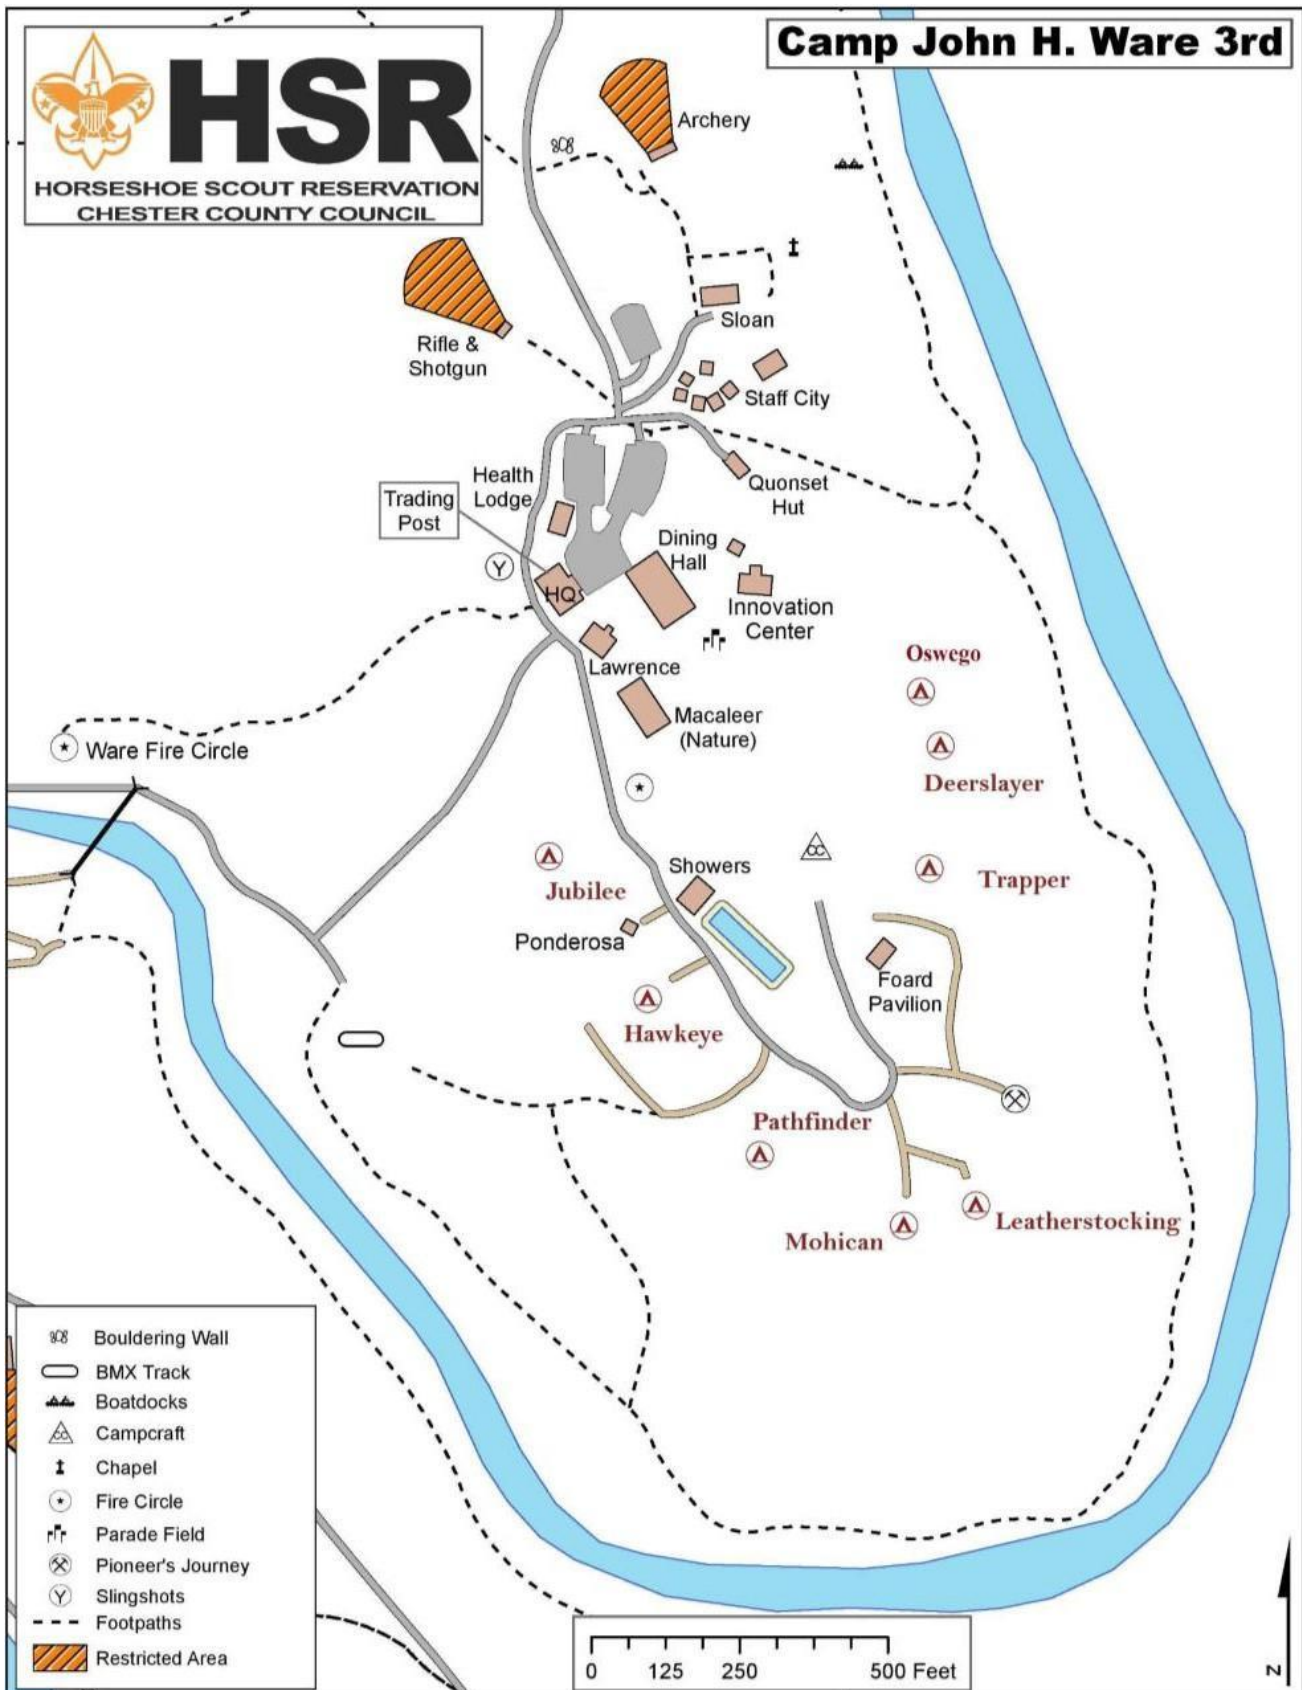 Camp John H. Ware 3rd
HSR
HORSESHOE SCOUT RESERVATION
CHESTER COUNTY COUNCIL
Archery
Rifle &
Shotgun
Sloan
Staff City
Health
Lodge
Trading
Post
Quonset
Hut
Dining
Hall
HQ
Y
Innovation
Center
Lawrence
Oswego
Macaleer
(Nature)
Ware Fire Circle
Deerslayer
CC
Showers
Jubilee
Trapper
Ponderosa
Foard
Pavilion
Hawkeye
Pathfinder
Leatherstocking
Mohican
Bouldering Wall
BMX Track
Boatdocks
CC Campcraft
Chapel
Fire Circle
Parade Field
Pioneer's Journey
Y Slingshots
Footpaths
Restricted Area
0 125 250 500 Feet
N